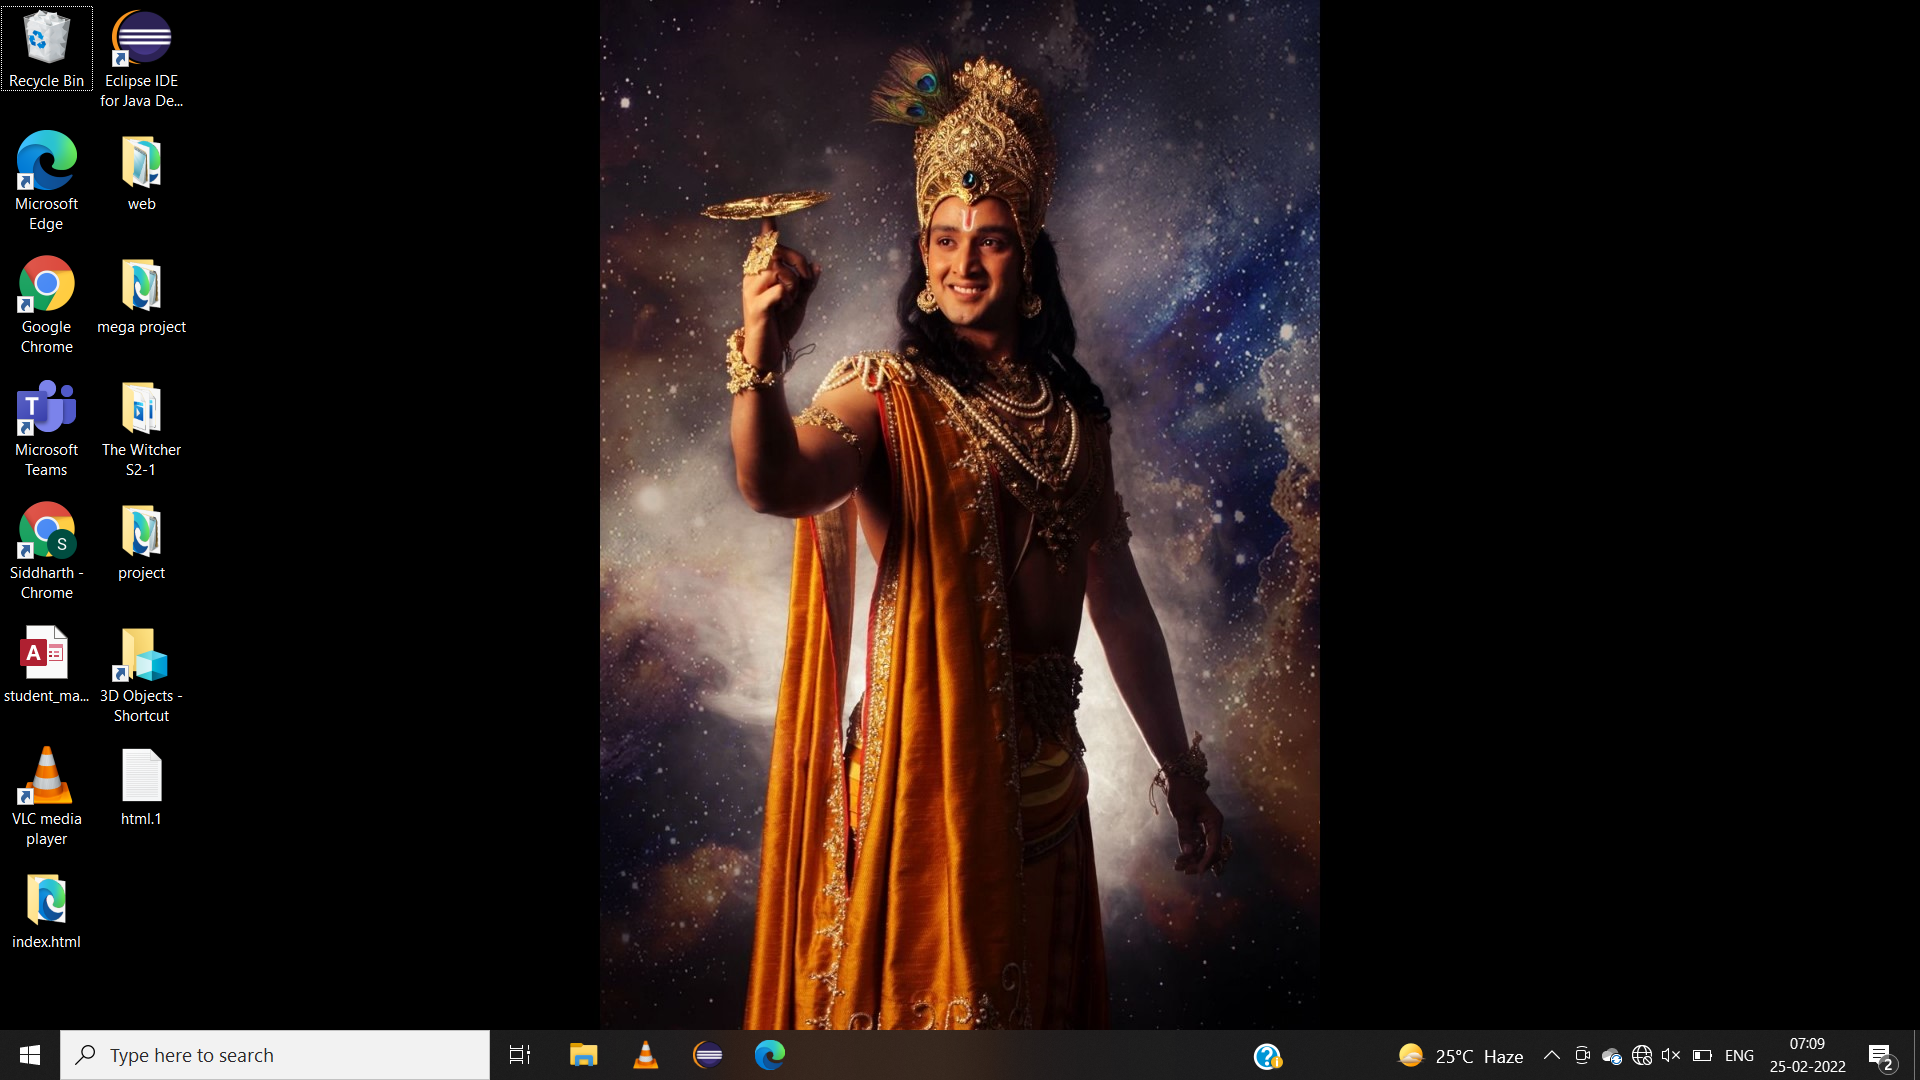 Recycle Bin
Eclipse IDE
for Java De...
Microsoft
Edge
web
Google
Chrome
mega project
T
Microsoft
Teams
The Witcher
S2-1
S
Siddharth -
Chrome
project
A
student_ma...
3D Objects -
Shortcut
VLC media
player
html.1
index.html
Type here to search
25°C Haze
ENG
07:09
25-02-2022
2